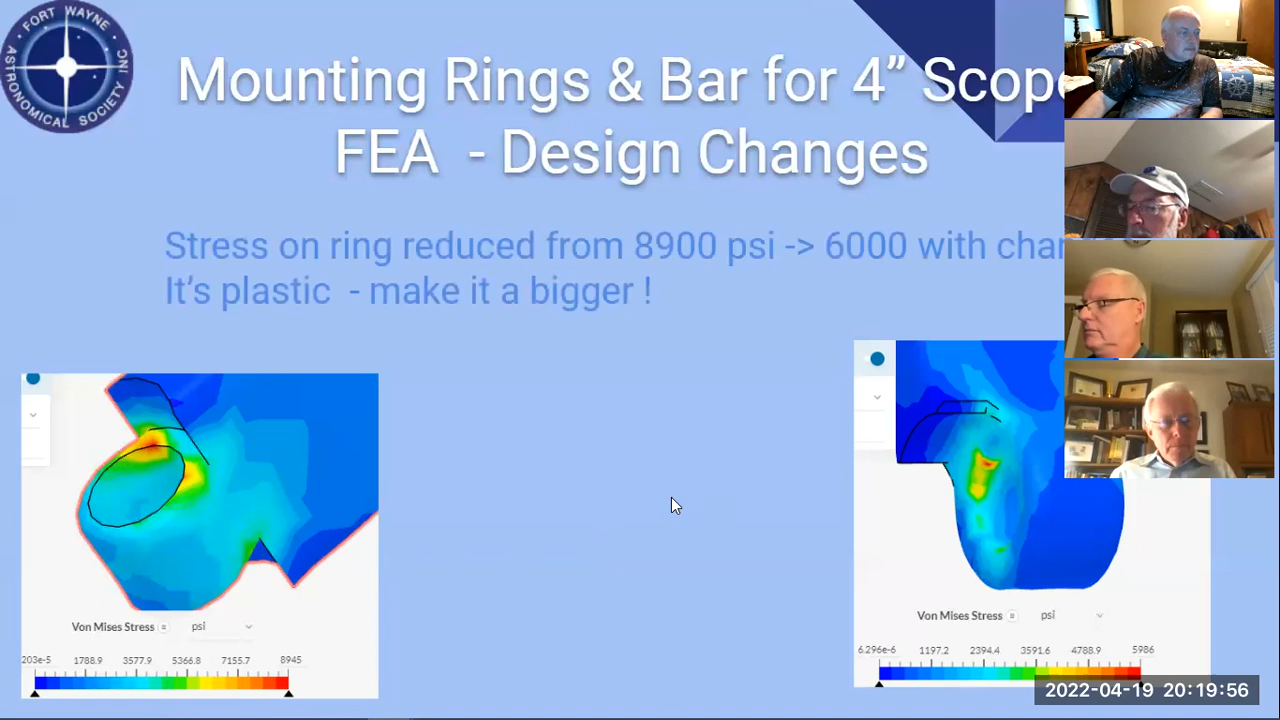 FORT WAYNE
ASTRONOMICAL SOCIETY INC
Mounting Rings & Bar for 4” Scope
FEA - Design Changes
Stress on ring reduced from 8900 psi -> 6000 with
It’s plastic - make it a bigger !
Von Mises Stress psi
203e-5 1788.9 3577.9 5366.8 7155.7 8945
Von Mises Stress psi
6.296e-6 1197.2 2394.4 3591.6 4788.9 5986
2022-04-19 20:19:56